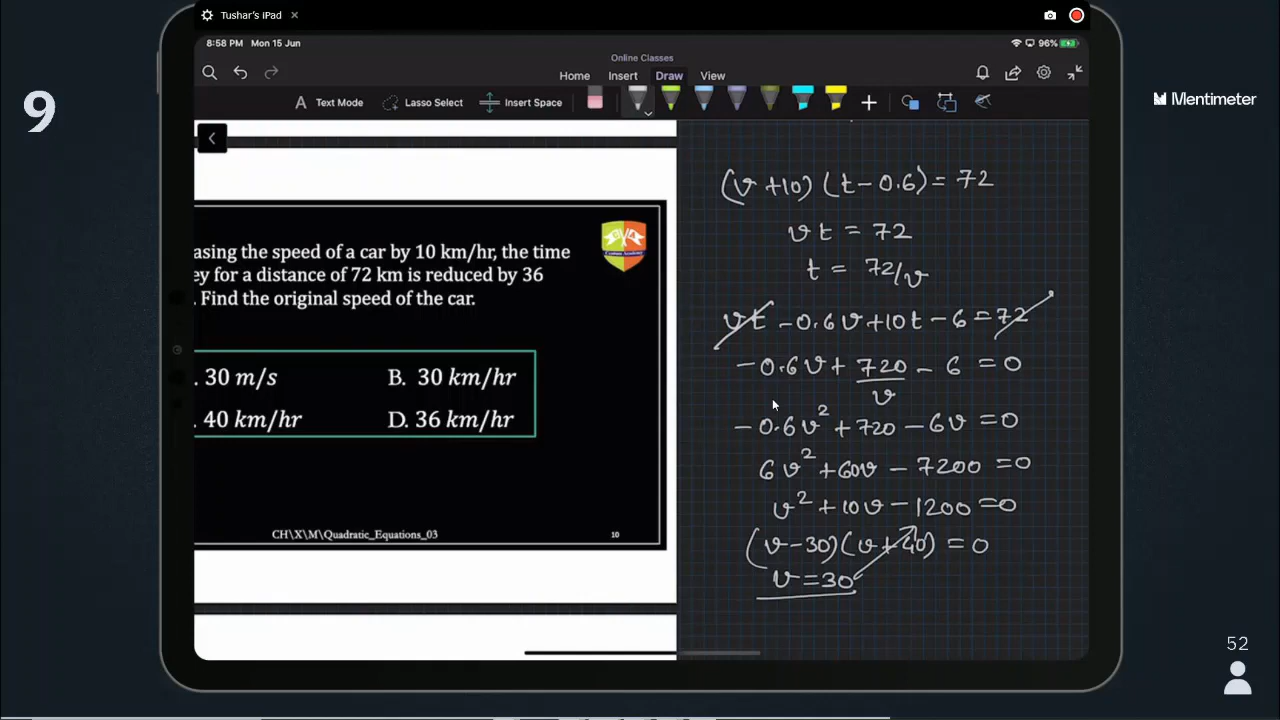 Tushar's iPad ×
8:58 PM Mon 15 Jun
96%
Online Classes
Home Insert Draw View
A Text Mode Lasso Select Insert Space
9
Mentimeter
asing the speed of a car by 10 km/hr, the time
ey for a distance of 72 km is reduced by 36
. Find the original speed of the car.
. 30 m/s B. 30 km/hr
. 40 km/hr D. 36 km/hr
CH\X\M\Quadratic_Equations_03 10
(v+10) (t-0.6) = 72
vt = 72
t = 72/v
vt - 0.6v + 10t - 6 = 72
-0.6v + 720/v - 6 = 0
-0.6v² + 720 - 6v = 0
6v² + 60v - 7200 = 0
v² + 10v - 1200 = 0
(v-30)(v+40) = 0
v = 30
52